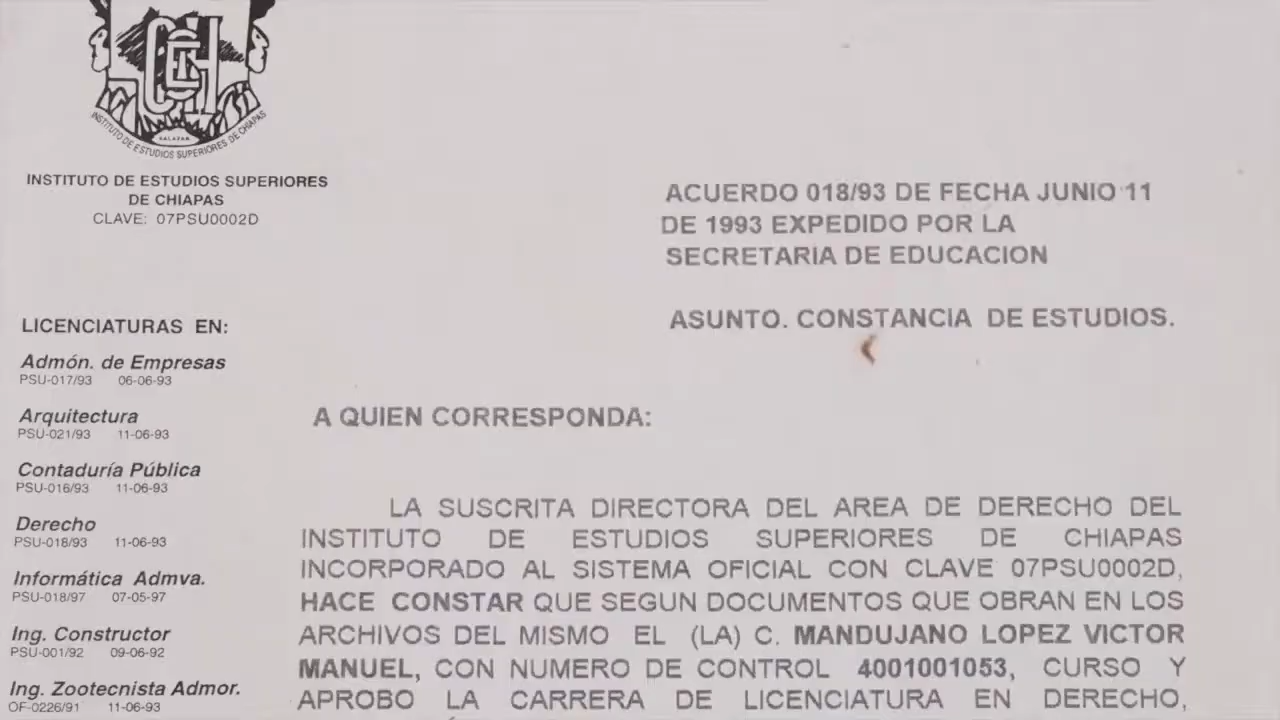 SALAZAR
INSTITUTO DE ESTUDIOS SUPERIORES DE CHIAPAS
INSTITUTO DE ESTUDIOS SUPERIORES
DE CHIAPAS
CLAVE: 07PSU0002D
ACUERDO 018/93 DE FECHA JUNIO 11
DE 1993 EXPEDIDO POR LA
SECRETARIA DE EDUCACION
ASUNTO. CONSTANCIA DE ESTUDIOS.
LICENCIATURAS EN:
Admón. de Empresas
PSU-017/93 06-06-93
Arquitectura
PSU-021/93 11-06-93
Contaduría Pública
PSU-016/93 11-06-93
Derecho
PSU-018/93 11-06-93
Informática Admva.
PSU-018/97 07-05-97
Ing. Constructor
PSU-001/92 09-06-92
Ing. Zootecnista Admor.
OF-0226/91 11-06-93
A QUIEN CORRESPONDA:
LA SUSCRITA DIRECTORA DEL AREA DE DERECHO DEL
INSTITUTO DE ESTUDIOS SUPERIORES DE CHIAPAS
INCORPORADO AL SISTEMA OFICIAL CON CLAVE 07PSU0002D,
HACE CONSTAR QUE SEGUN DOCUMENTOS QUE OBRAN EN LOS
ARCHIVOS DEL MISMO EL (LA) C. MANDUJANO LOPEZ VICTOR
MANUEL, CON NUMERO DE CONTROL 4001001053, CURSO Y
APROBO LA CARRERA DE LICENCIATURA EN DERECHO,